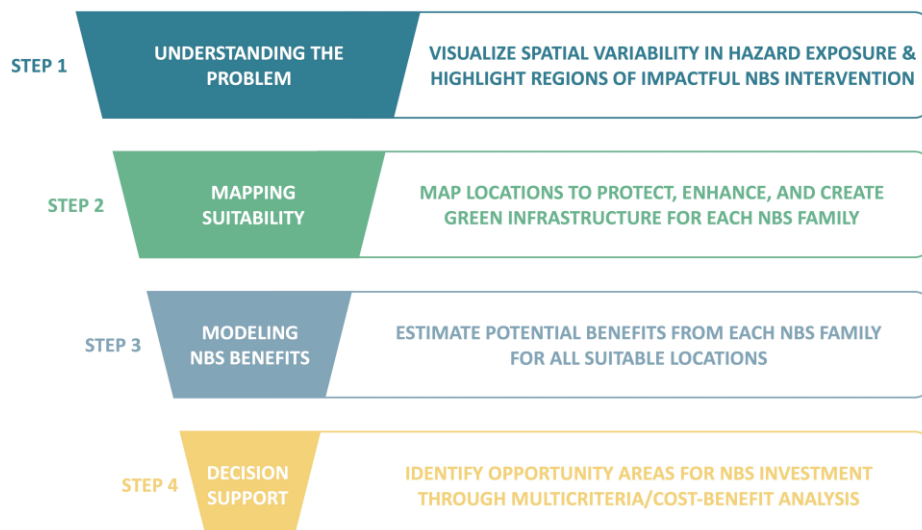 STEP 1
UNDERSTANDING THE
PROBLEM
VISUALIZE SPATIAL VARIABILITY IN HAZARD EXPOSURE &
HIGHLIGHT REGIONS OF IMPACTFUL NBS INTERVENTION
STEP 2
MAPPING
SUITABILITY
MAP LOCATIONS TO PROTECT, ENHANCE, AND CREATE
GREEN INFRASTRUCTURE FOR EACH NBS FAMILY
STEP 3
MODELING
NBS BENEFITS
ESTIMATE POTENTIAL BENEFITS FROM EACH NBS FAMILY
FOR ALL SUITABLE LOCATIONS
STEP 4
DECISION
SUPPORT
IDENTIFY OPPORTUNITY AREAS FOR NBS INVESTMENT
THROUGH MULTICRITERIA/COST-BENEFIT ANALYSIS